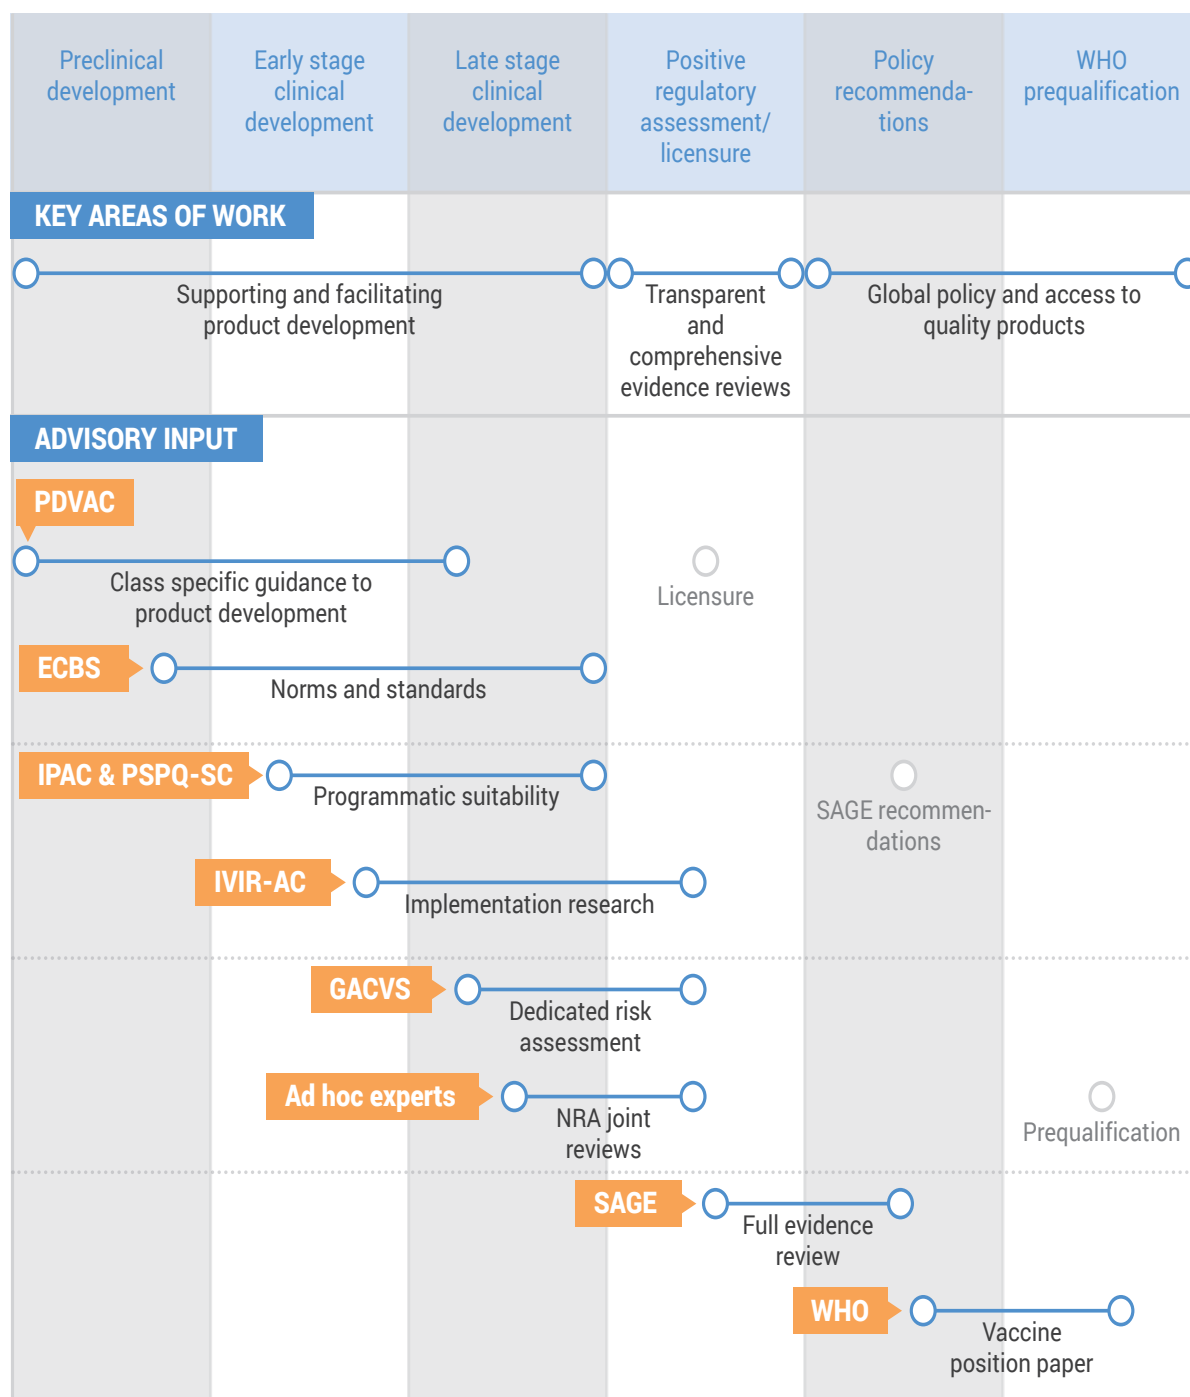 Preclinical
development
Early stage
clinical
development
Late stage
clinical
development
Positive
regulatory
assessment/
licensure
Policy
recommenda-
tions
WHO
prequalification
KEY AREAS OF WORK
Supporting and facilitating
product development
Transparent
and
comprehensive
evidence reviews
Global policy and access to
quality products
ADVISORY INPUT
PDVAC
Class specific guidance to
product development
Licensure
ECBS
Norms and standards
IPAC & PSPQ-SC
Programmatic suitability
SAGE recommen-
dations
IVIR-AC
Implementation research
GACVS
Dedicated risk
assessment
Ad hoc experts
NRA joint
reviews
Prequalification
SAGE
Full evidence
review
WHO
Vaccine
position paper